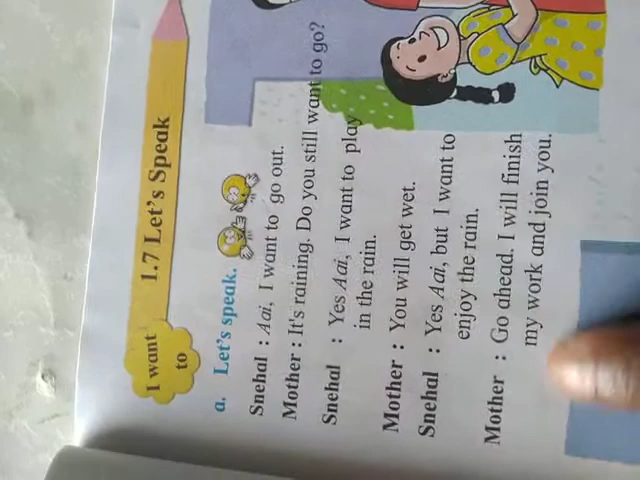 I want
to
1.7 Let's Speak
a. Let's speak.
Snehal : Aai, I want to go out.
Mother : It's raining. Do you still want to go?
Snehal : Yes Aai, I want to play
in the rain.
Mother : You will get wet.
Snehal : Yes Aai, but I want to
enjoy the rain.
Mother : Go ahead. I will finish
my work and join you.